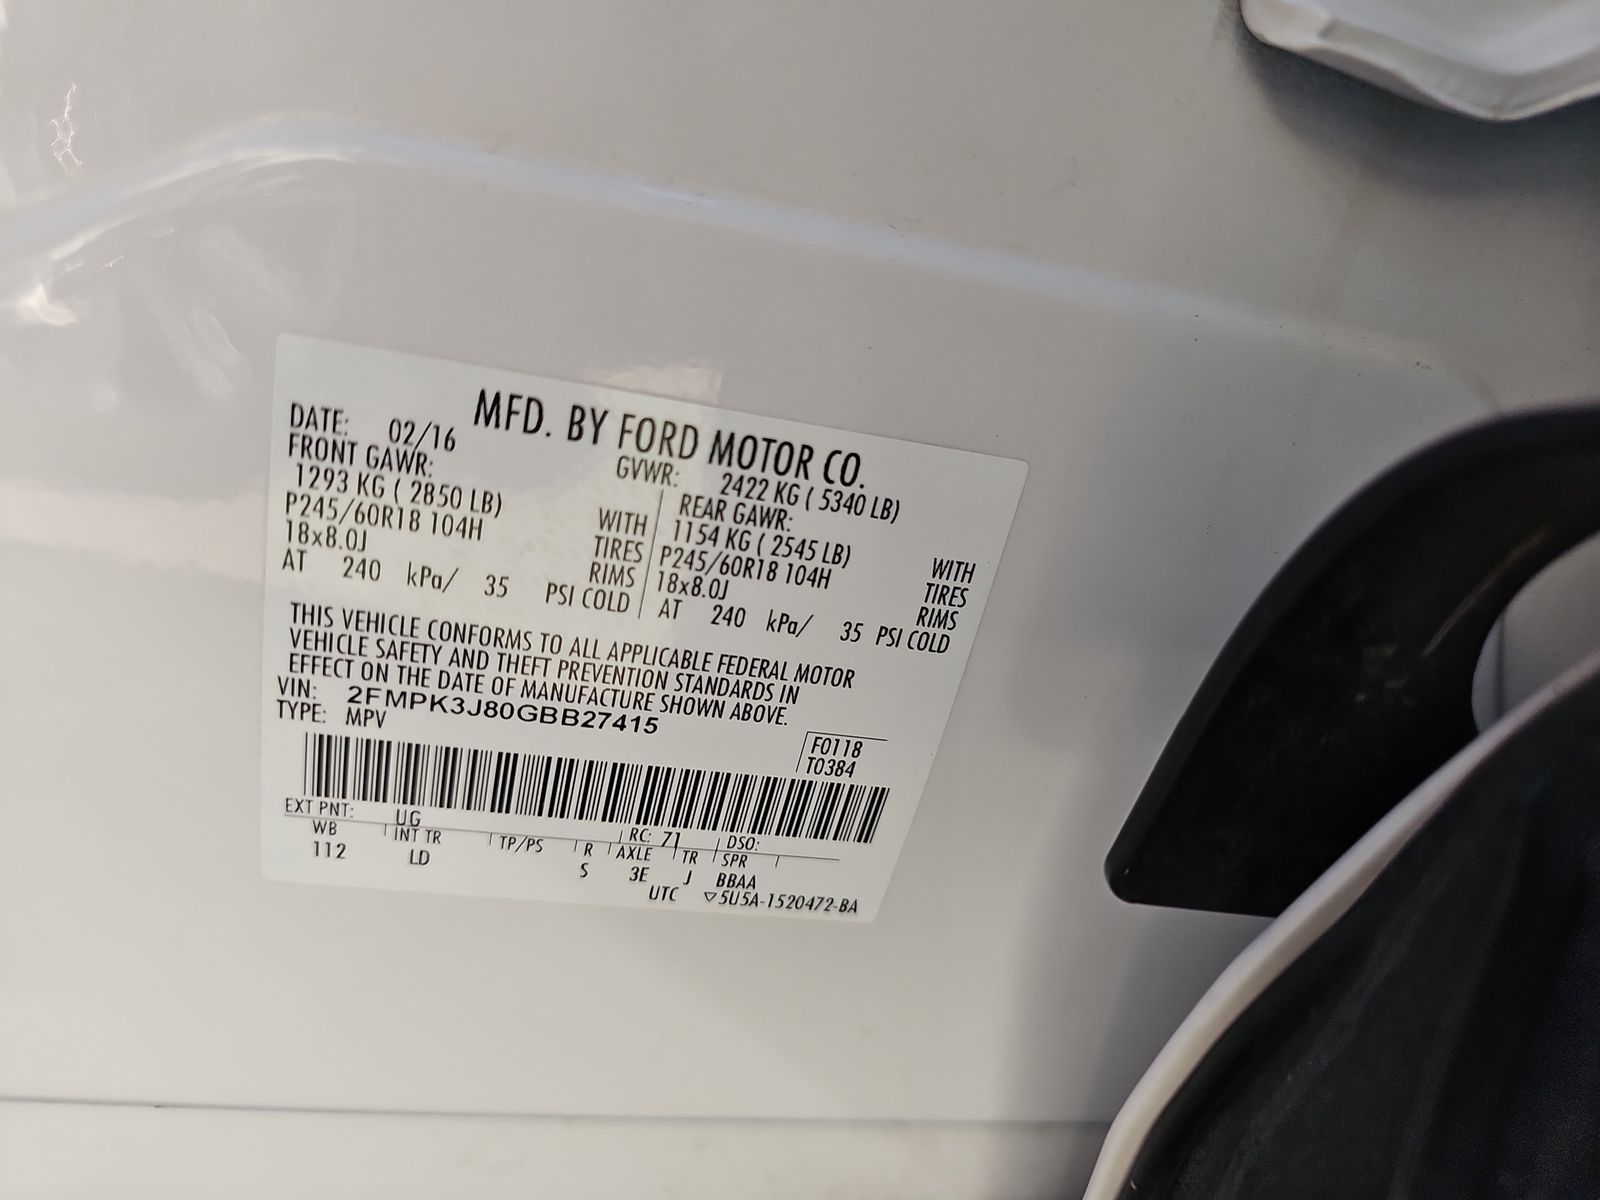 MFD. BY FORD MOTOR CO.
DATE: 02/16
GVWR: 2422 KG ( 5340 LB)
FRONT GAWR:
1293 KG ( 2850 LB) WITH
P245/60R18 104H TIRES
18x8.0J RIMS
AT 240 kPa/ 35 PSI COLD
REAR GAWR:
1154 KG ( 2545 LB) WITH
P245/60R18 104H TIRES
18x8.0J RIMS
AT 240 kPa/ 35 PSI COLD
THIS VEHICLE CONFORMS TO ALL APPLICABLE FEDERAL MOTOR
VEHICLE SAFETY AND THEFT PREVENTION STANDARDS IN
EFFECT ON THE DATE OF MANUFACTURE SHOWN ABOVE.
VIN: 2FMPK3J80GBB27415
TYPE: MPV
F0118
T0384
EXT PNT: UG RC: 71 DSO:
WB INT TR TP/PS R AXLE TR SPR
112 LD S 3E J BBAA
UTC ▽5U5A-1520472-BA